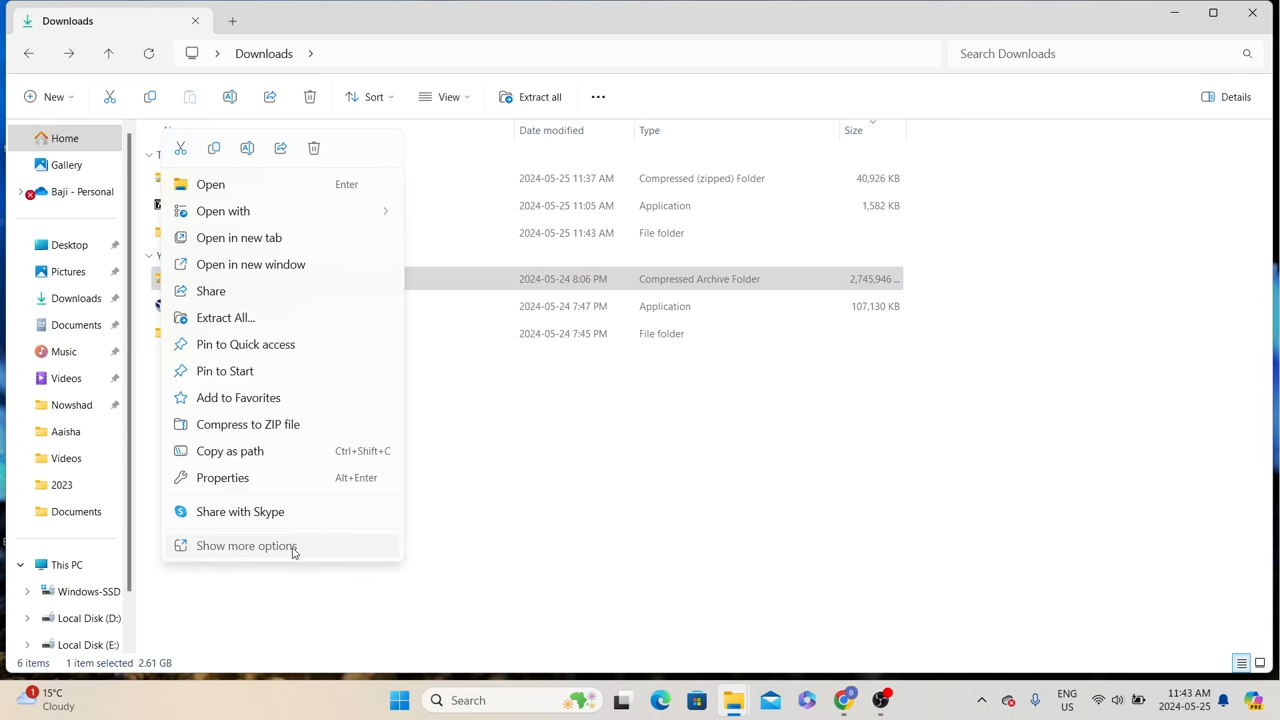 Downloads
Downloads
Search Downloads
New
Sort
View
Extract all
Details
Home
Gallery
Baji - Personal
Desktop
Pictures
Downloads
Documents
Music
Videos
Nowshad
Aaisha
Videos
2023
Documents
This PC
Windows-SSD
Local Disk (D:)
Local Disk (E:)
Date modified Type Size
2024-05-25 11:37 AM Compressed (zipped) Folder 40,926 KB
2024-05-25 11:05 AM Application 1,582 KB
2024-05-25 11:43 AM File folder
2024-05-24 8:06 PM Compressed Archive Folder 2,745,946 ...
2024-05-24 7:47 PM Application 107,130 KB
2024-05-24 7:45 PM File folder
Open Enter
Open with
Open in new tab
Open in new window
Share
Extract All...
Pin to Quick access
Pin to Start
Add to Favorites
Compress to ZIP file
Copy as path Ctrl+Shift+C
Properties Alt+Enter
Share with Skype
Show more options
6 items 1 item selected 2.61 GB
1
15°C
Cloudy
Search
8
ENG
US
11:43 AM
2024-05-25
PRE